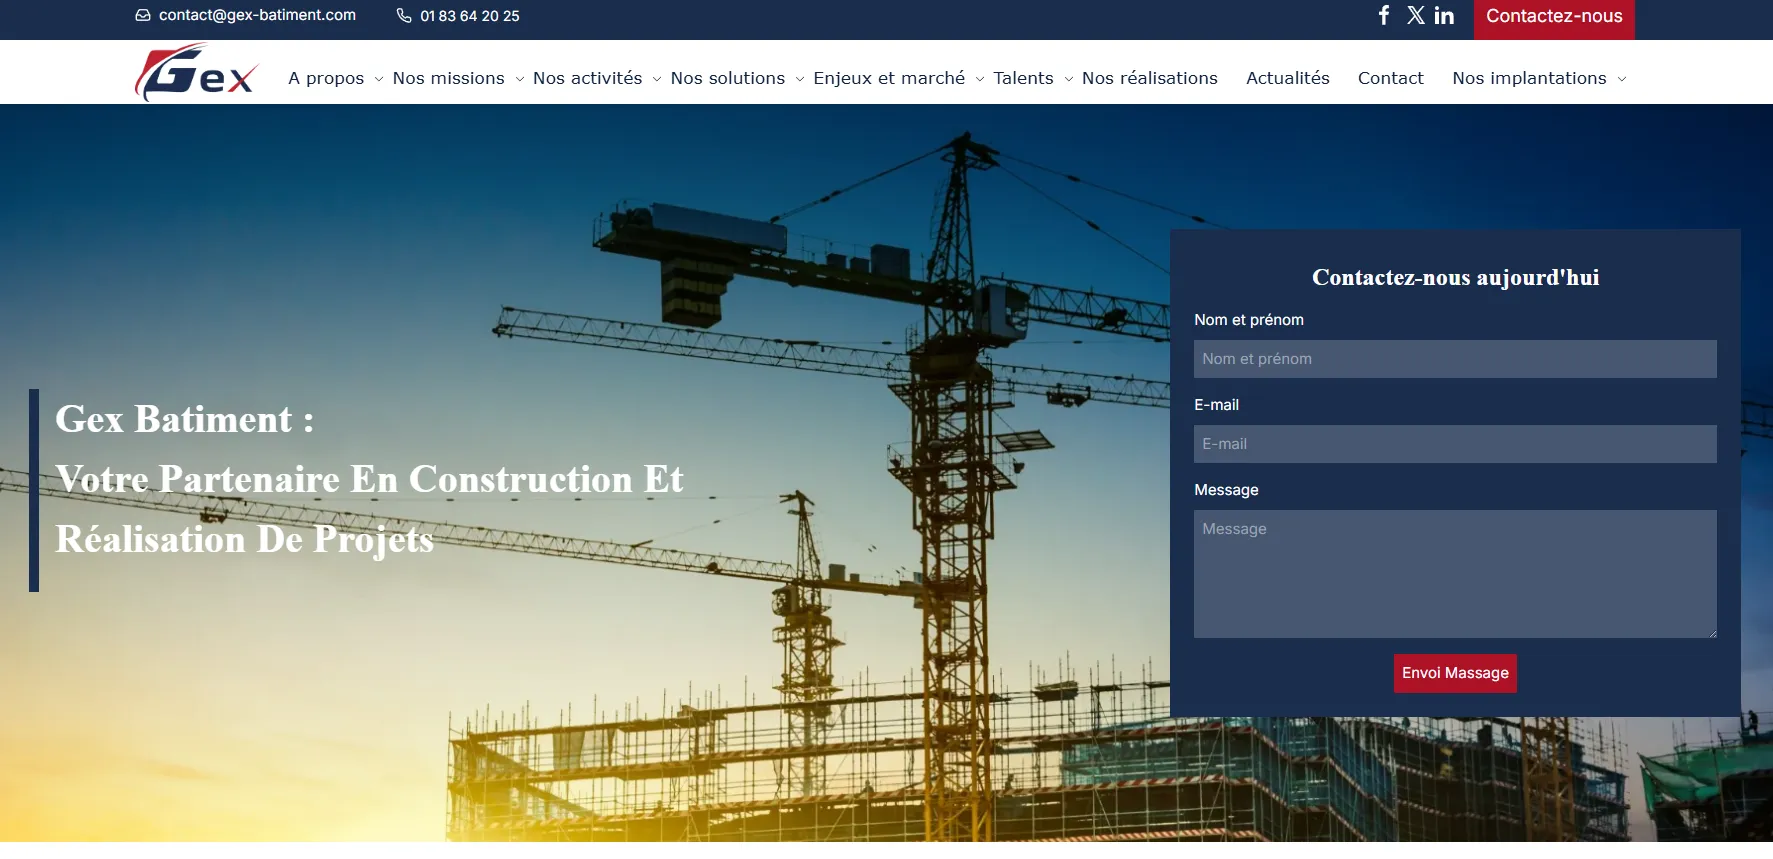 contact@gex-batiment.com
01 83 64 20 25
Contactez-nous
Gex
A propos
Nos missions
Nos activités
Nos solutions
Enjeux et marché
Talents
Nos réalisations
Actualités
Contact
Nos implantations
Gex Batiment :
Votre Partenaire En Construction Et
Réalisation De Projets
Contactez-nous aujourd'hui
Nom et prénom
Nom et prénom
E-mail
E-mail
Message
Message
Envoi Massage